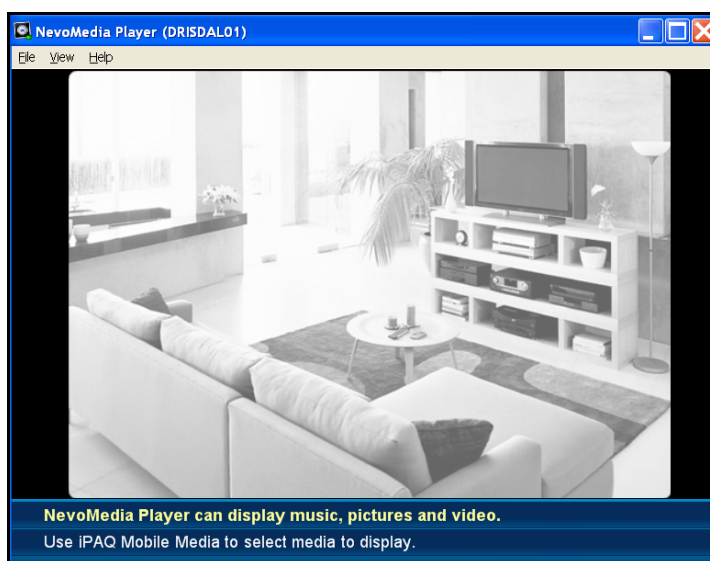 NevoMedia Player (DRISDAL01)
File View Help
NevoMedia Player can display music, pictures and video.
Use iPAQ Mobile Media to select media to display.